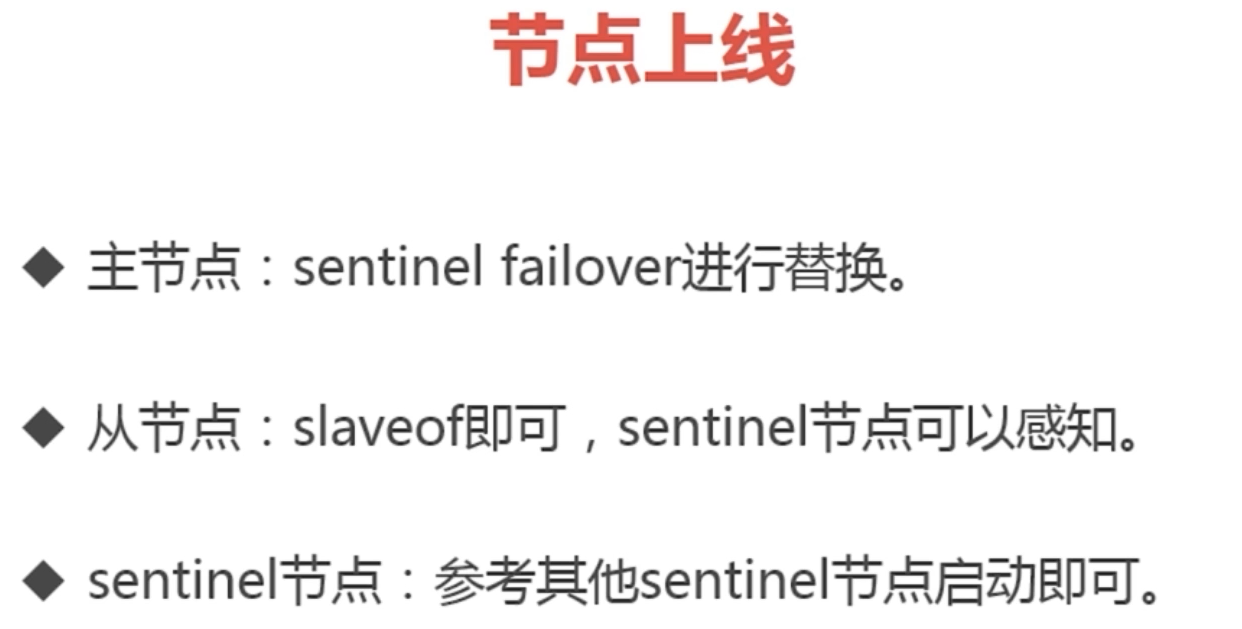 节点上线
◆ 主节点：sentinel failover进行替换。
◆ 从节点：slaveof即可，sentinel节点可以感知。
◆ sentinel节点：参考其他sentinel节点启动即可。